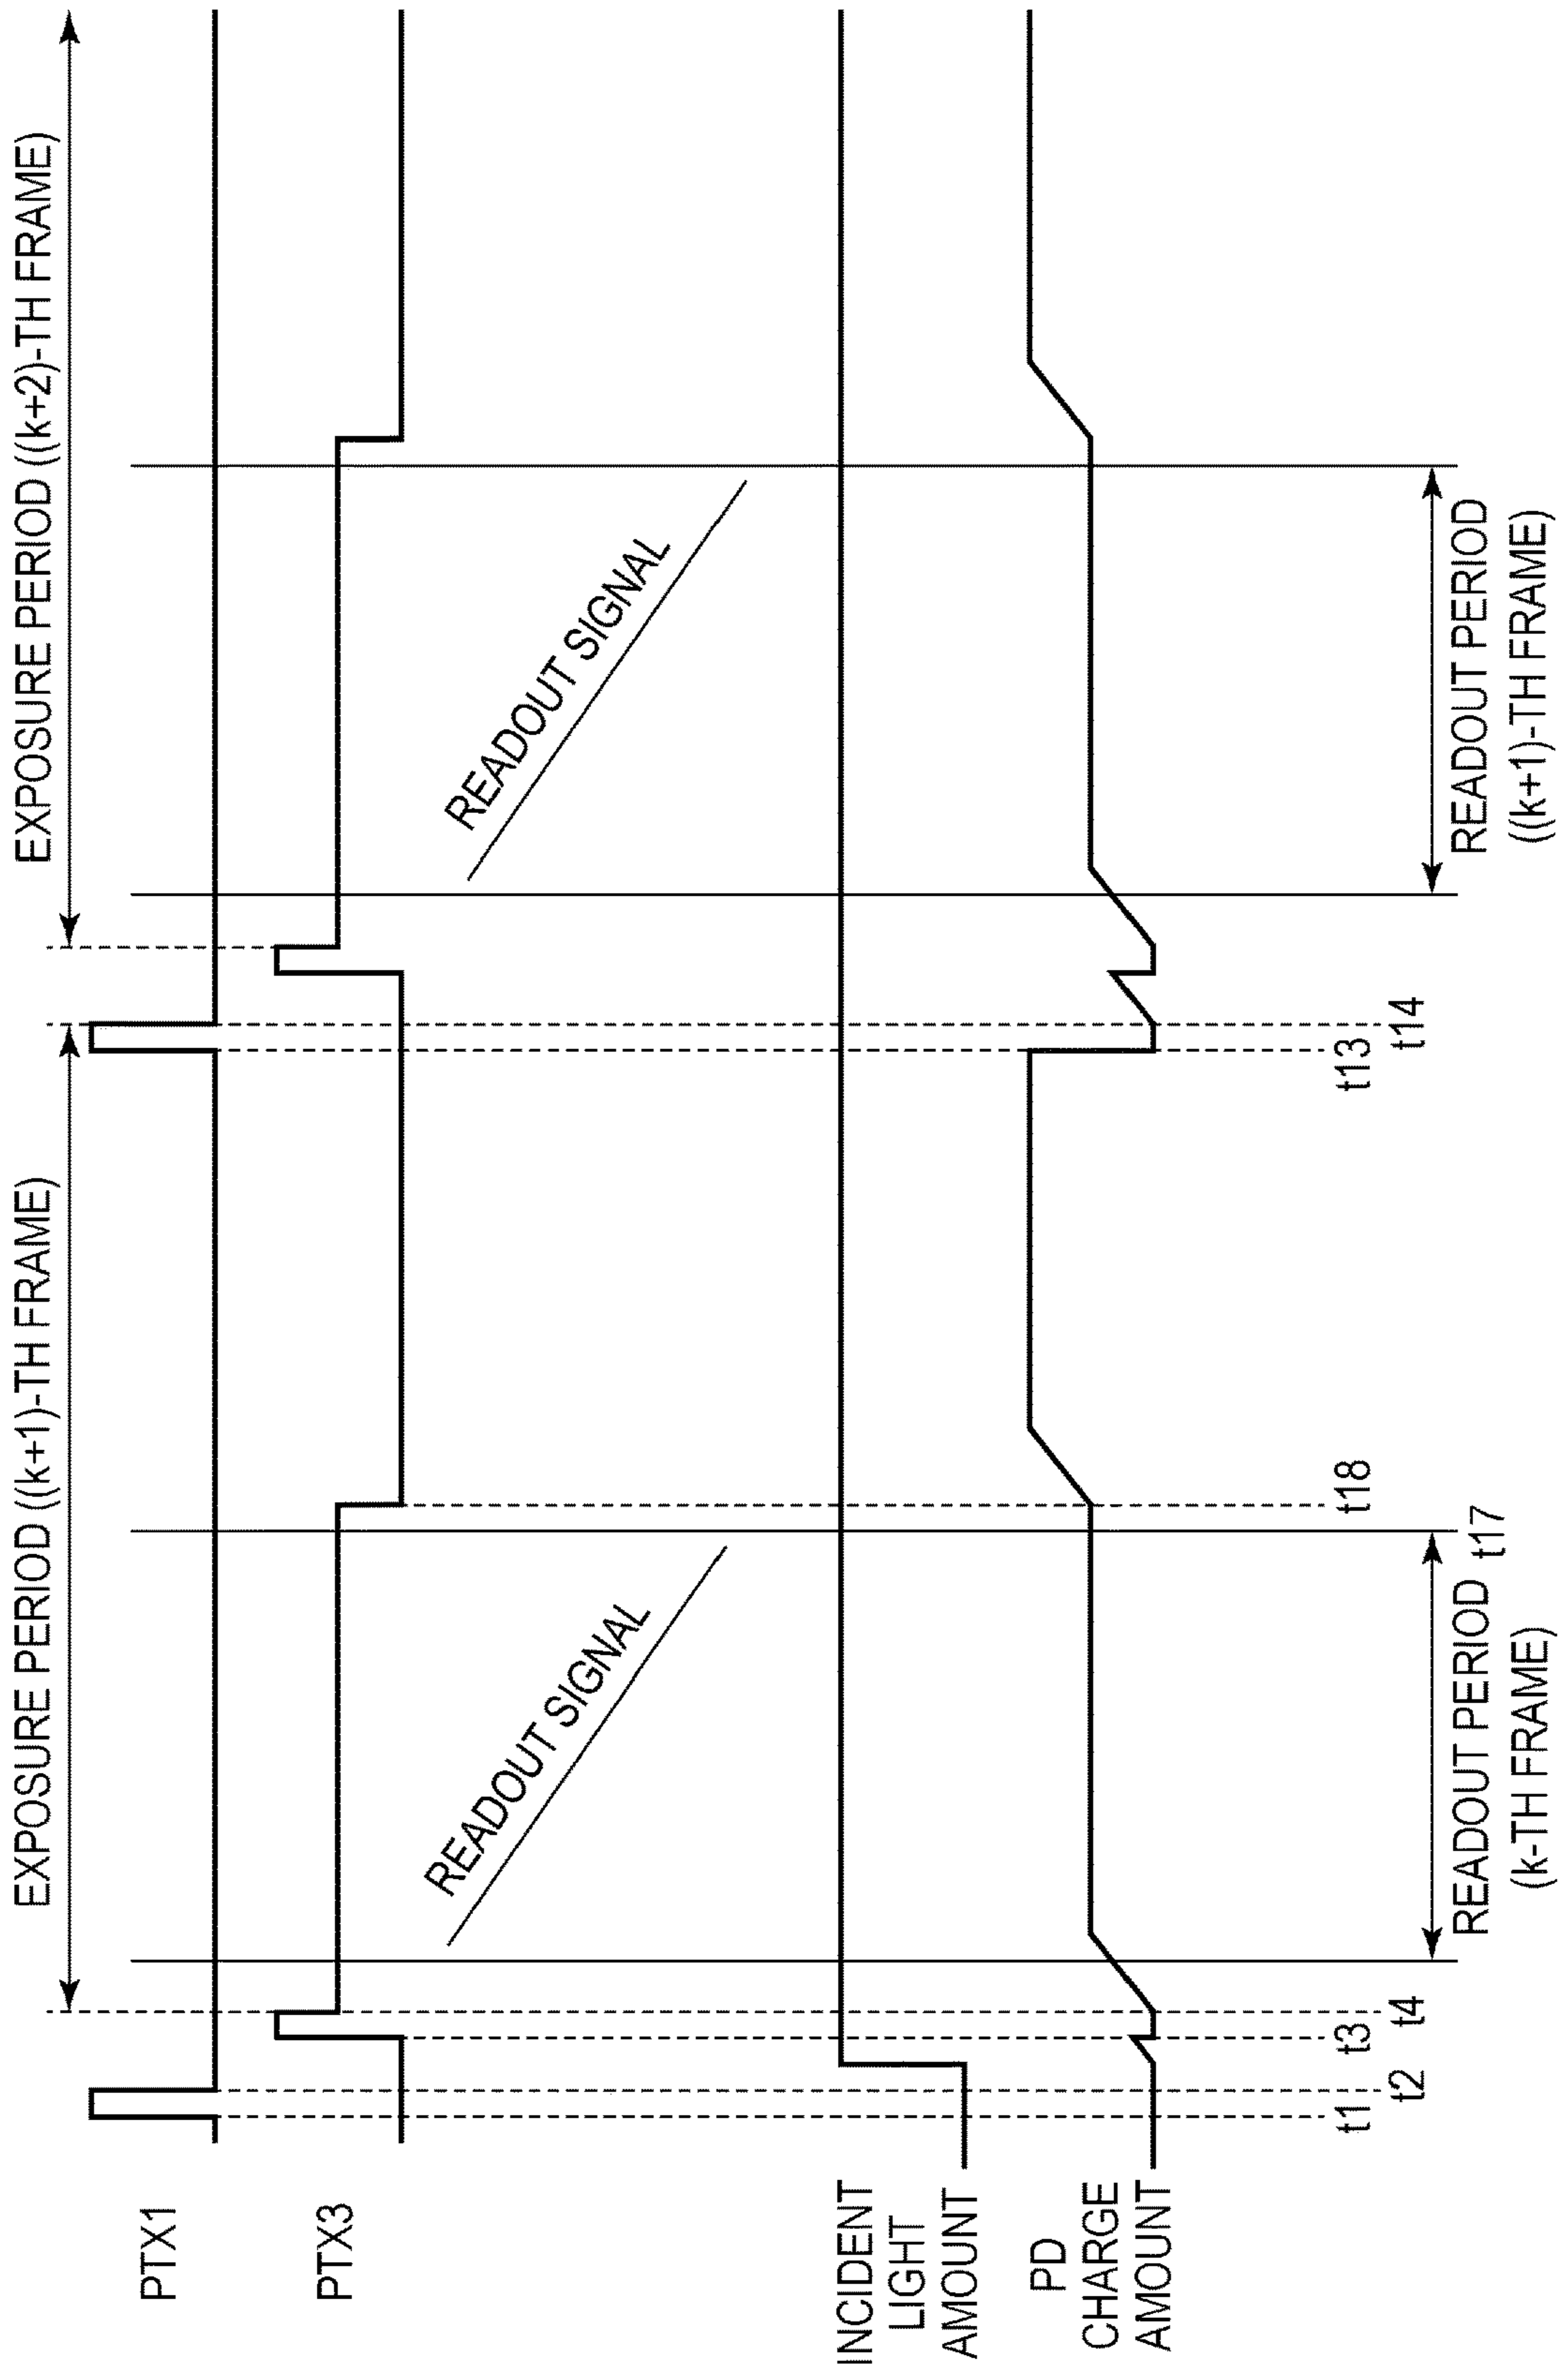 EXPOSURE PERIOD ((k+1)-TH FRAME)
EXPOSURE PERIOD ((k+2)-TH FRAME)
PTX1
PTX3
READOUT SIGNAL
READOUT SIGNAL
INCIDENT
LIGHT
AMOUNT
PD
CHARGE
AMOUNT
t1
t2
t3
t4
t18
t13
t14
t17
READOUT PERIOD
(k-TH FRAME)
READOUT PERIOD
((k+1)-TH FRAME)